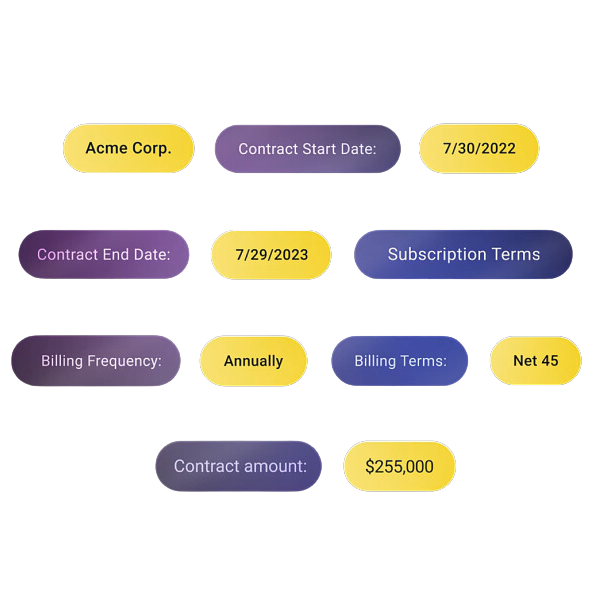 Acme Corp. Contract Start Date: 7/30/2022
Contract End Date: 7/29/2023 Subscription Terms
Billing Frequency: Annually Billing Terms: Net 45
Contract amount: $255,000